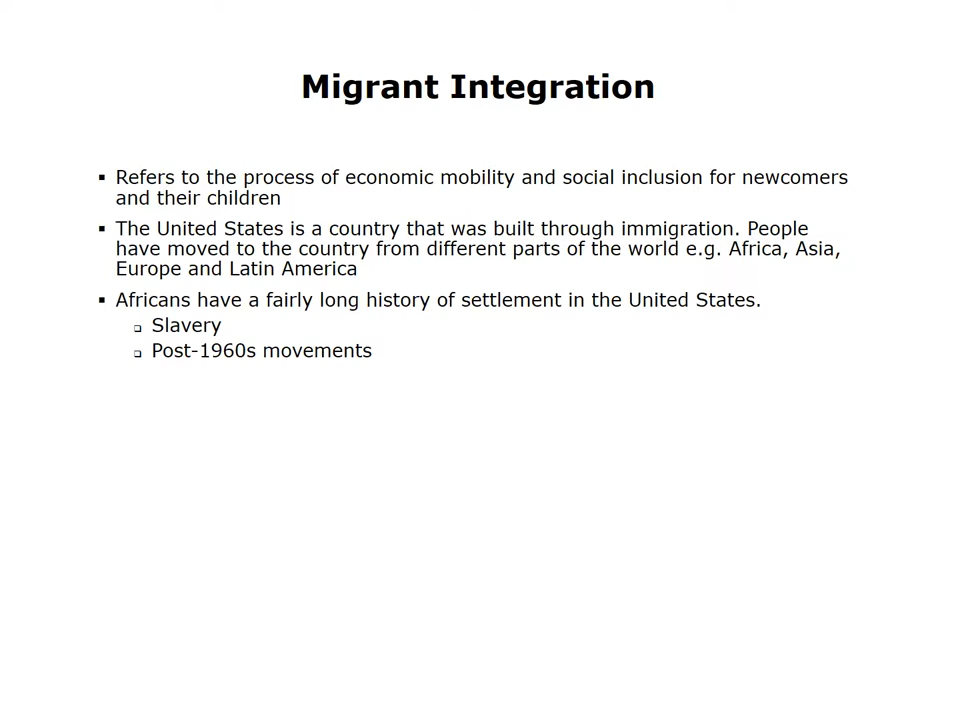 Migrant Integration
▪ Refers to the process of economic mobility and social inclusion for newcomers
and their children
▪ The United States is a country that was built through immigration. People
have moved to the country from different parts of the world e.g. Africa, Asia,
Europe and Latin America
▪ Africans have a fairly long history of settlement in the United States.
❑ Slavery
❑ Post-1960s movements